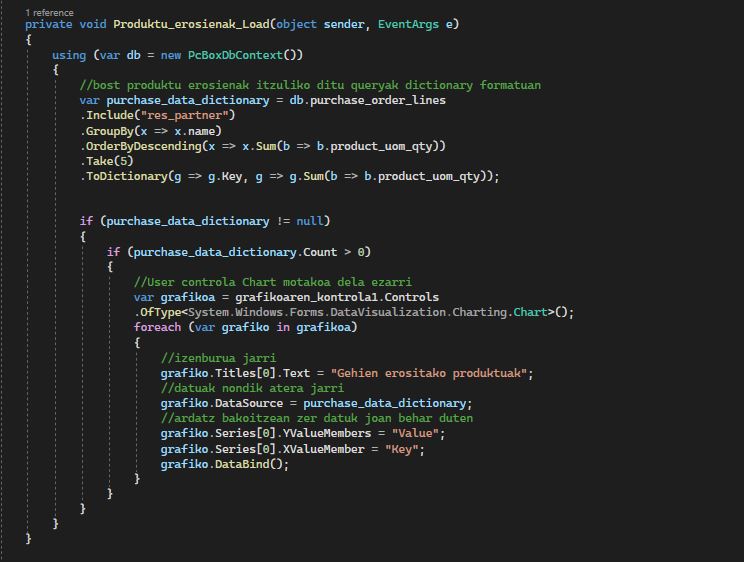 1 reference
private void Produktu_erosienak_Load(object sender, EventArgs e)
{
using (var db = new PcBoxDbContext())
{
//bost produktu erosienak itzuliko ditu queryak dictionary formatuan
var purchase_data_dictionary = db.purchase_order_lines
.Include("res_partner")
.GroupBy(x => x.name)
.OrderByDescending(x => x.Sum(b => b.product_uom_qty))
.Take(5)
.ToDictionary(g => g.Key, g => g.Sum(b => b.product_uom_qty));
if (purchase_data_dictionary != null)
{
if (purchase_data_dictionary.Count > 0)
{
//User controla Chart motakoa dela ezarri
var grafikoa = grafikoaren_kontrola1.Controls
.OfType<System.Windows.Forms.DataVisualization.Charting.Chart>();
foreach (var grafiko in grafikoa)
{
//izenburua jarri
grafiko.Titles[0].Text = "Gehien erositako produktuak";
//datuak nondik atera jarri
grafiko.DataSource = purchase_data_dictionary;
//ardatz bakoitzean zer datuk joan behar duten
grafiko.Series[0].YValueMembers = "Value";
grafiko.Series[0].XValueMember = "Key";
grafiko.DataBind();
}
}
}
}
}